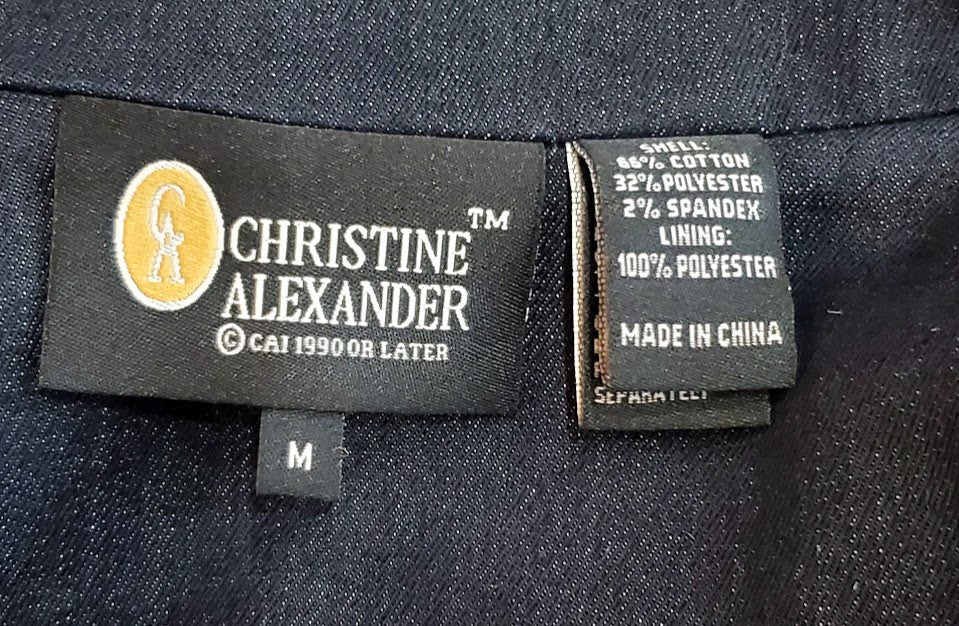 CHRISTINE™
ALEXANDER
©CAI 1990 OR LATER
M
SHELL:
66% COTTON
32% POLYESTER
2% SPANDEX
LINING:
100% POLYESTER
MADE IN CHINA
SEPARATELY